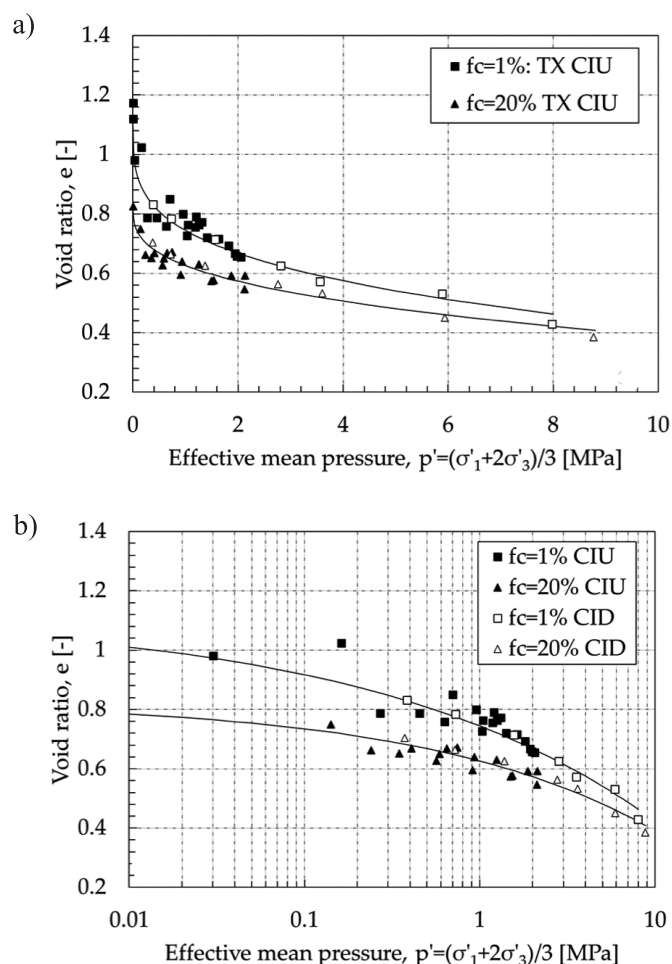 a)
1.4
1.2
1
0.8
0.6
0.4
0.2
Void ratio, e [-]
■ fc=1%: TX CIU
▲ fc=20% TX CIU
0 2 4 6 8 10
Effective mean pressure, p'=(σ'₁+2σ'₃)/3 [MPa]
b)
1.4
1.2
1
0.8
0.6
0.4
0.2
Void ratio, e [-]
■ fc=1% CIU
▲ fc=20% CIU
□ fc=1% CID
△ fc=20% CID
0.01 0.1 1 10
Effective mean pressure, p'=(σ'₁+2σ'₃)/3 [MPa]